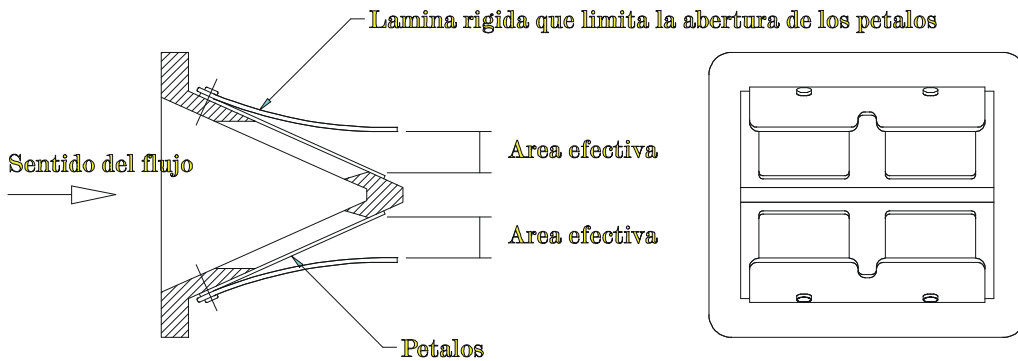 Lamina rigida que limita la abertura de los petalos
Area efectiva
Sentido del flujo
Area efectiva
Petalos